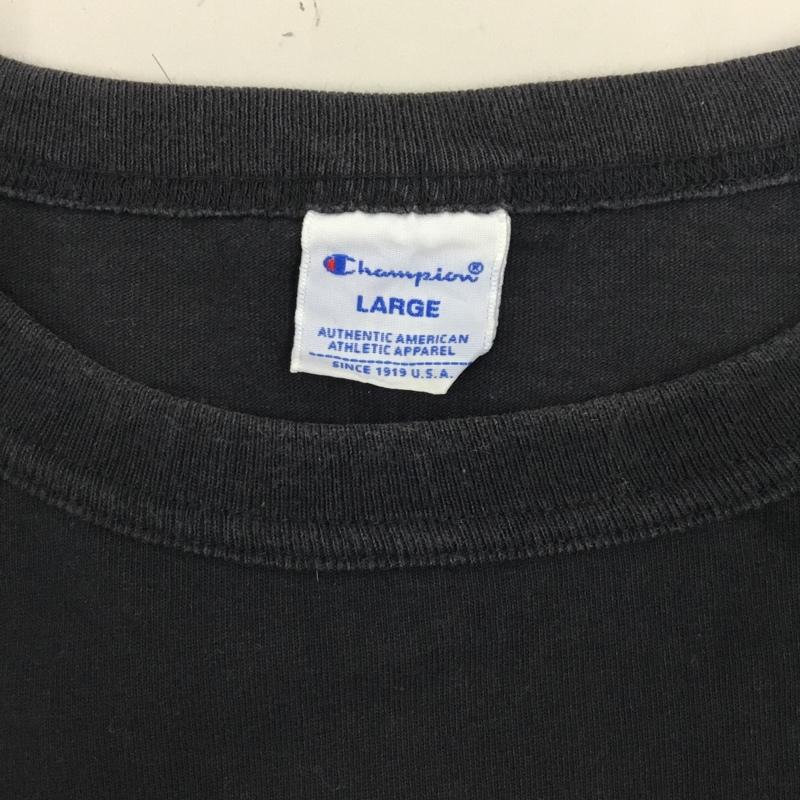 Champion®
LARGE
AUTHENTIC AMERICAN
ATHLETIC APPAREL
SINCE 1919 U.S.A.